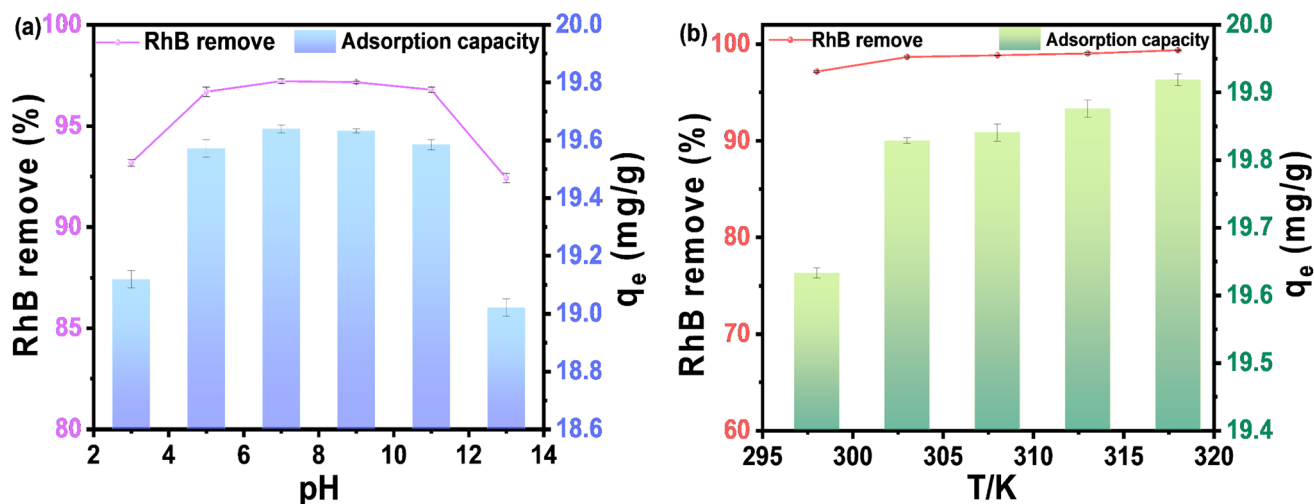 (a)
RhB remove
Adsorption capacity
100
95
90
85
80
RhB remove (%)
20.0
19.8
19.6
19.4
19.2
19.0
18.8
18.6
qe (mg/g)
2 4 6 8 10 12 14
pH
(b)
RhB remove
Adsorption capacity
100
90
80
70
60
RhB remove (%)
20.0
19.9
19.8
19.7
19.6
19.5
19.4
qe (mg/g)
295 300 305 310 315 320
T/K